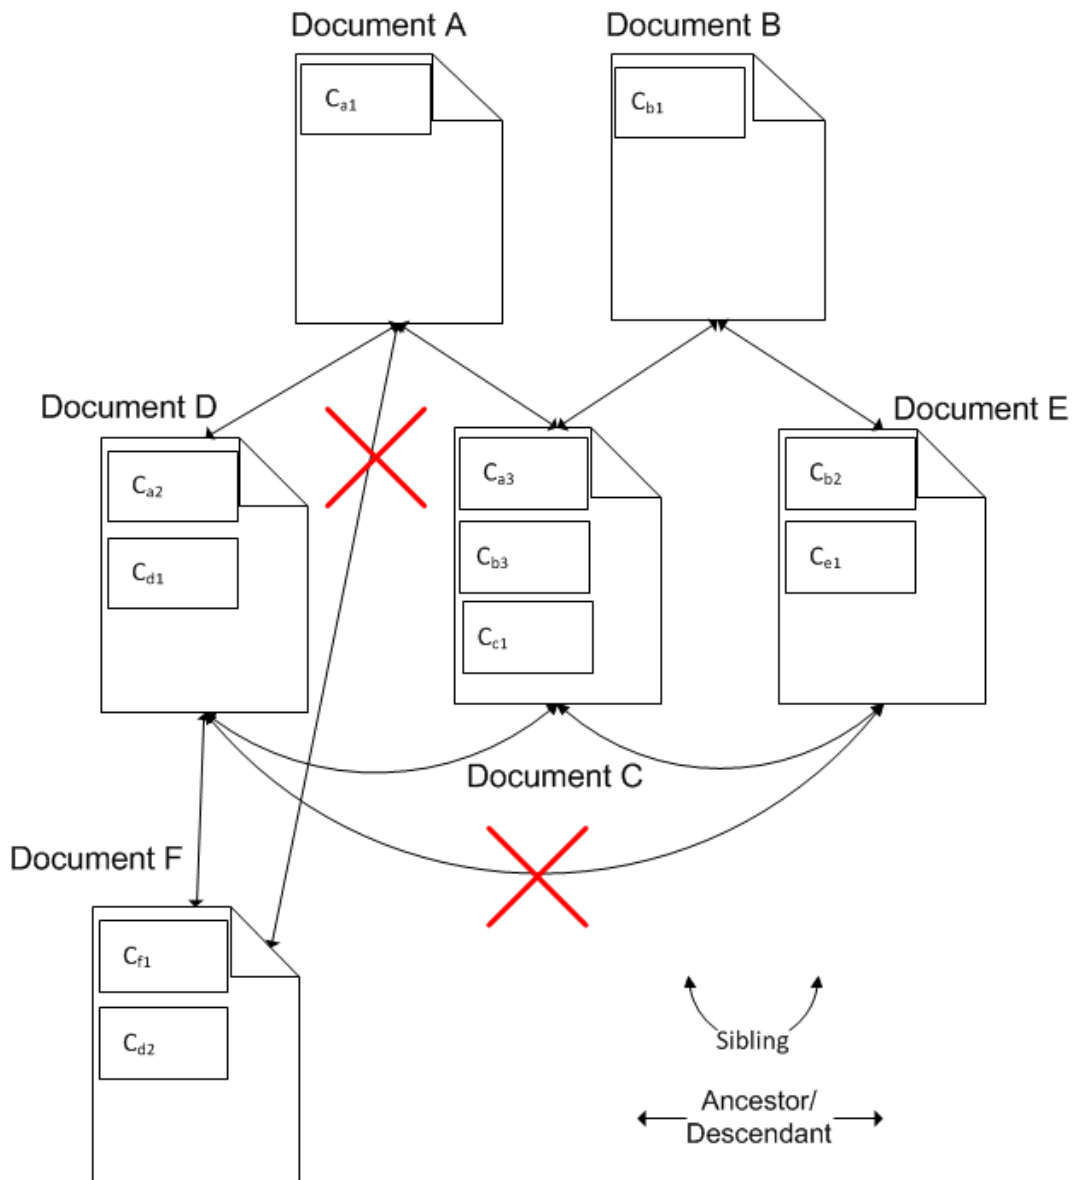 Document A
Document B
Ca1
Cb1
Document D
Document E
Ca2
Ca3
Cb2
Cd1
Cb3
Ce1
Cc1
Document C
Document F
Cf1
Cd2
Sibling
Ancestor/
Descendant